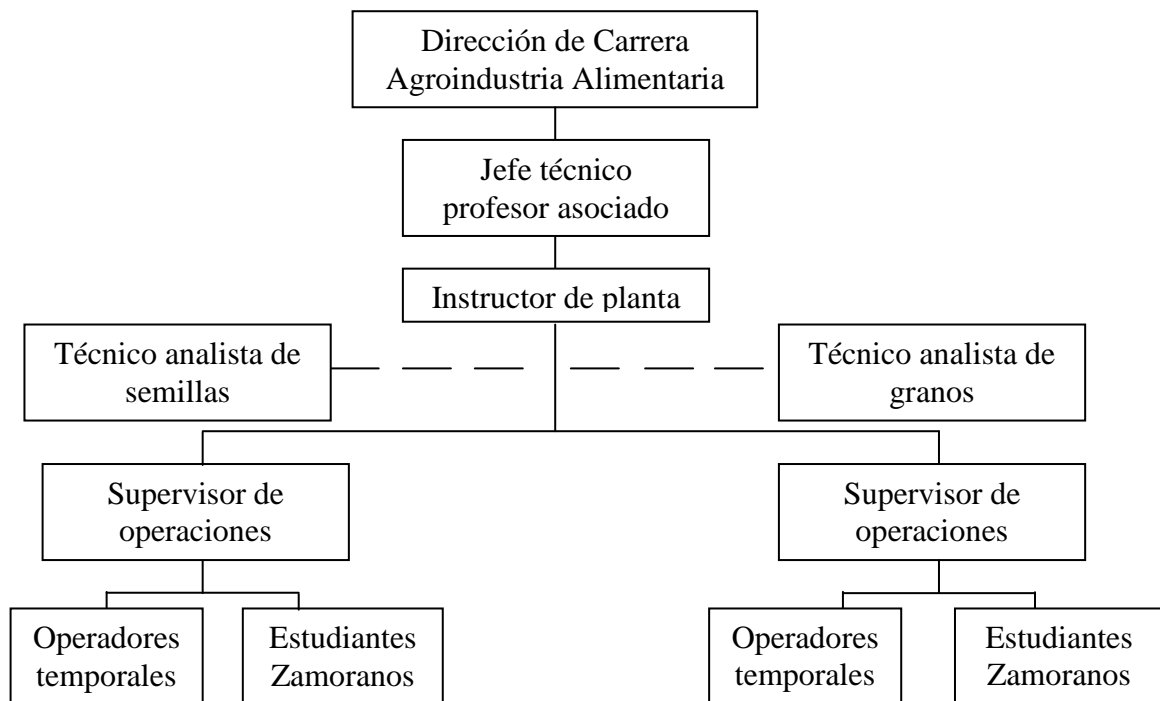 Dirección de Carrera
Agroindustria Alimentaria
Jefe técnico
profesor asociado
Instructor de planta
Técnico analista de
semillas
Técnico analista de
granos
Supervisor de
operaciones
Supervisor de
operaciones
Operadores
temporales
Estudiantes
Zamoranos
Operadores
temporales
Estudiantes
Zamoranos